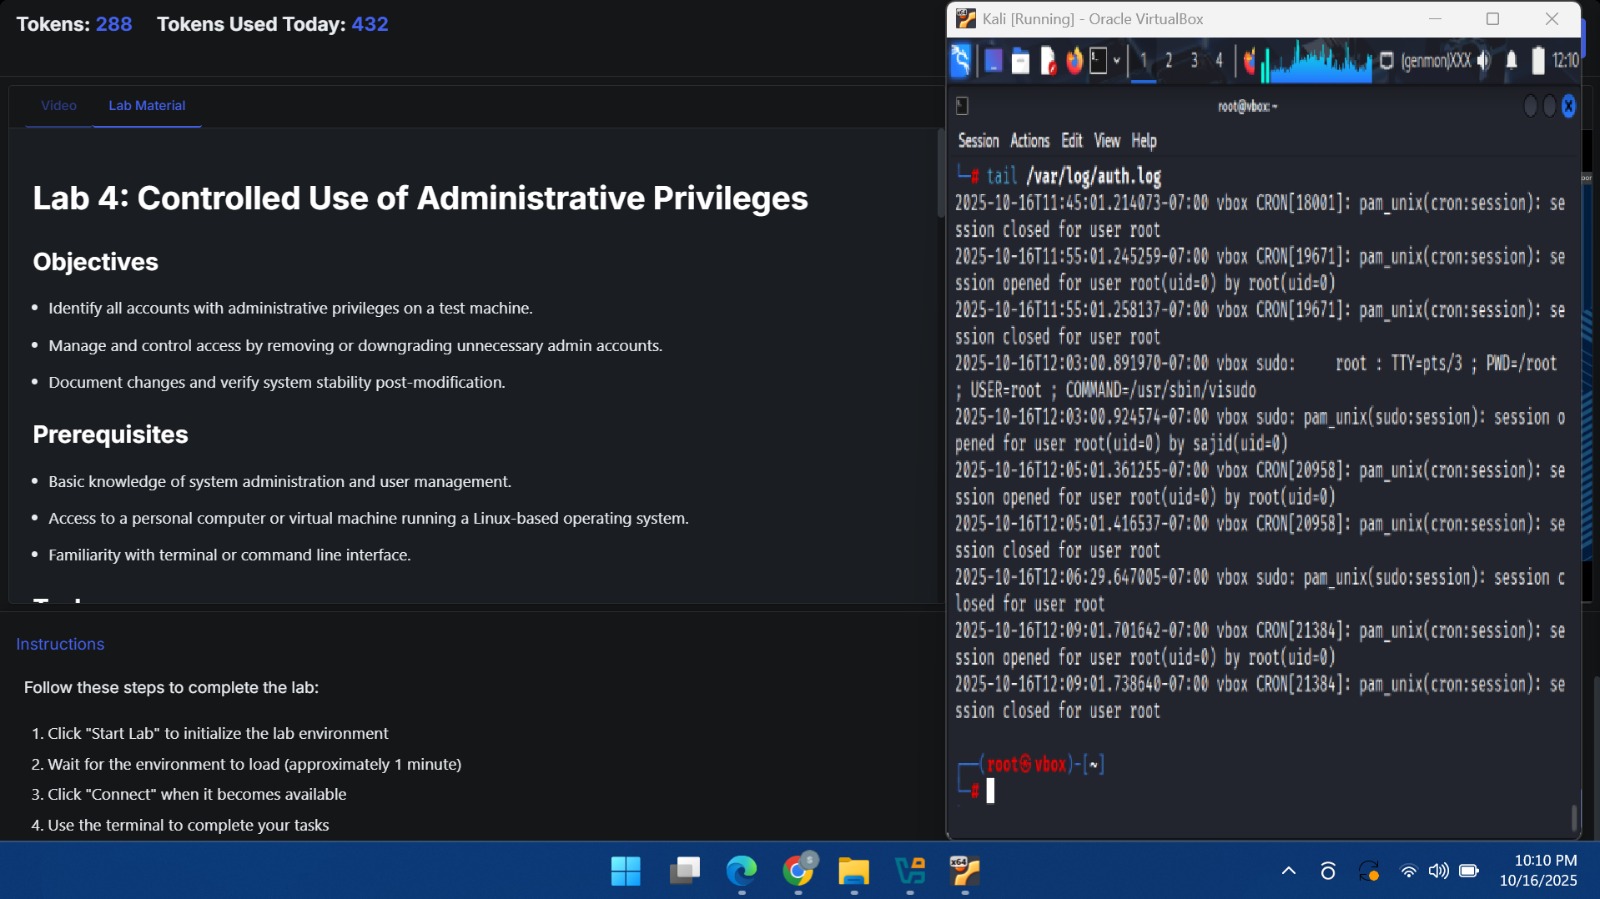 Tokens: 288 Tokens Used Today: 432
Video Lab Material
Lab 4: Controlled Use of Administrative Privileges
Objectives
• Identify all accounts with administrative privileges on a test machine.
• Manage and control access by removing or downgrading unnecessary admin accounts.
• Document changes and verify system stability post-modification.
Prerequisites
• Basic knowledge of system administration and user management.
• Access to a personal computer or virtual machine running a Linux-based operating system.
• Familiarity with terminal or command line interface.
Instructions
Follow these steps to complete the lab:
1. Click "Start Lab" to initialize the lab environment
2. Wait for the environment to load (approximately 1 minute)
3. Click "Connect" when it becomes available
4. Use the terminal to complete your tasks
Kali [Running] - Oracle VirtualBox
1 2 3 4 (genmon)XXX 12:10
root@vbox: ~
Session Actions Edit View Help
└─# tail /var/log/auth.log
2025-10-16T11:45:01.214073-07:00 vbox CRON[18001]: pam_unix(cron:session): se
ssion closed for user root
2025-10-16T11:55:01.245259-07:00 vbox CRON[19671]: pam_unix(cron:session): se
ssion opened for user root(uid=0) by root(uid=0)
2025-10-16T11:55:01.258137-07:00 vbox CRON[19671]: pam_unix(cron:session): se
ssion closed for user root
2025-10-16T12:03:00.891970-07:00 vbox sudo:     root : TTY=pts/3 ; PWD=/root
; USER=root ; COMMAND=/usr/sbin/visudo
2025-10-16T12:03:00.924574-07:00 vbox sudo: pam_unix(sudo:session): session o
pened for user root(uid=0) by sajid(uid=0)
2025-10-16T12:05:01.361255-07:00 vbox CRON[20958]: pam_unix(cron:session): se
ssion opened for user root(uid=0) by root(uid=0)
2025-10-16T12:05:01.416537-07:00 vbox CRON[20958]: pam_unix(cron:session): se
ssion closed for user root
2025-10-16T12:06:29.647005-07:00 vbox sudo: pam_unix(sudo:session): session c
losed for user root
2025-10-16T12:09:01.701642-07:00 vbox CRON[21384]: pam_unix(cron:session): se
ssion opened for user root(uid=0) by root(uid=0)
2025-10-16T12:09:01.738640-07:00 vbox CRON[21384]: pam_unix(cron:session): se
ssion closed for user root
┌──(root㉿vbox)-[~]
└─#
10:10 PM
10/16/2025